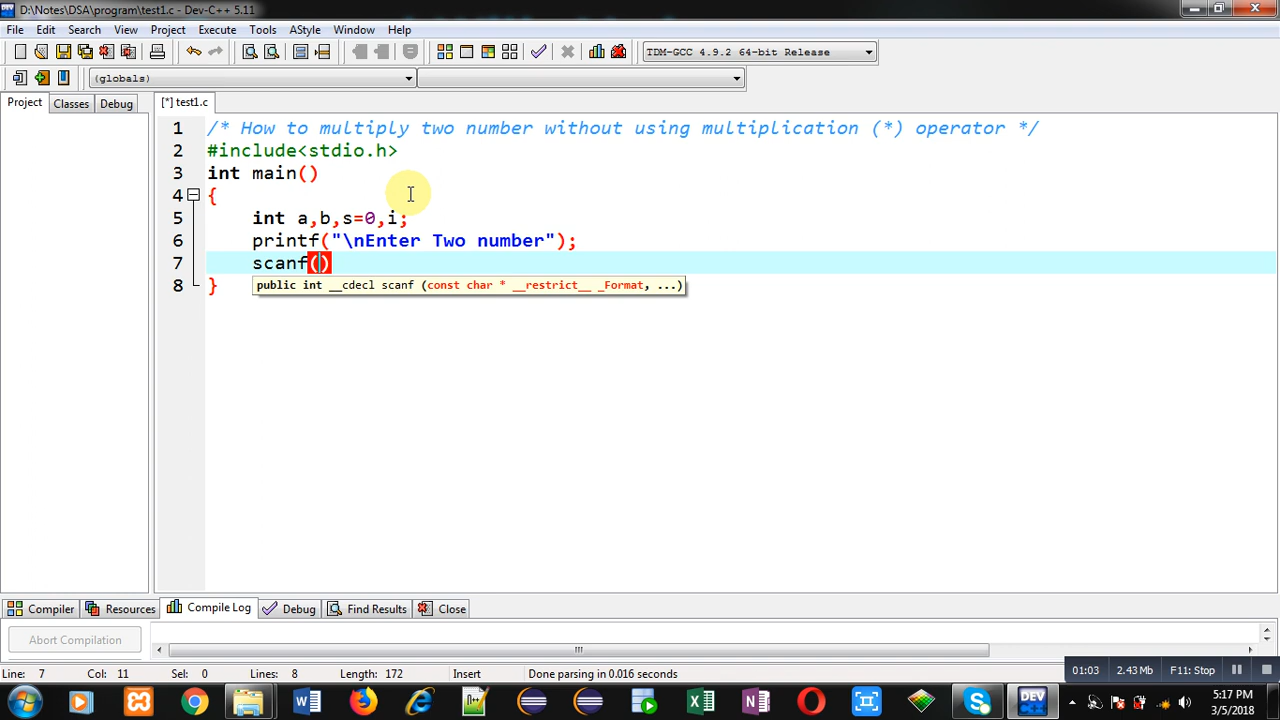 D:\Notes\DSA\program\test1.c - Dev-C++ 5.11
File Edit Search View Project Execute Tools AStyle Window Help
TDM-GCC 4.9.2 64-bit Release
(globals)
Project Classes Debug [*] test1.c
1 /* How to multiply two number without using multiplication (*) operator */
2 #include<stdio.h>
3 int main()
4 {
5 int a,b,s=0,i;
6 printf("\nEnter Two number");
7 scanf()
8 }
public int __cdecl scanf (const char * __restrict__ _Format, ...)
Compiler Resources Compile Log Debug Find Results Close
Abort Compilation
Line: 7 Col: 11 Sel: 0 Lines: 8 Length: 172 Insert Done parsing in 0.016 seconds
01:03 2.43 Mb F11: Stop
5:17 PM
3/5/2018